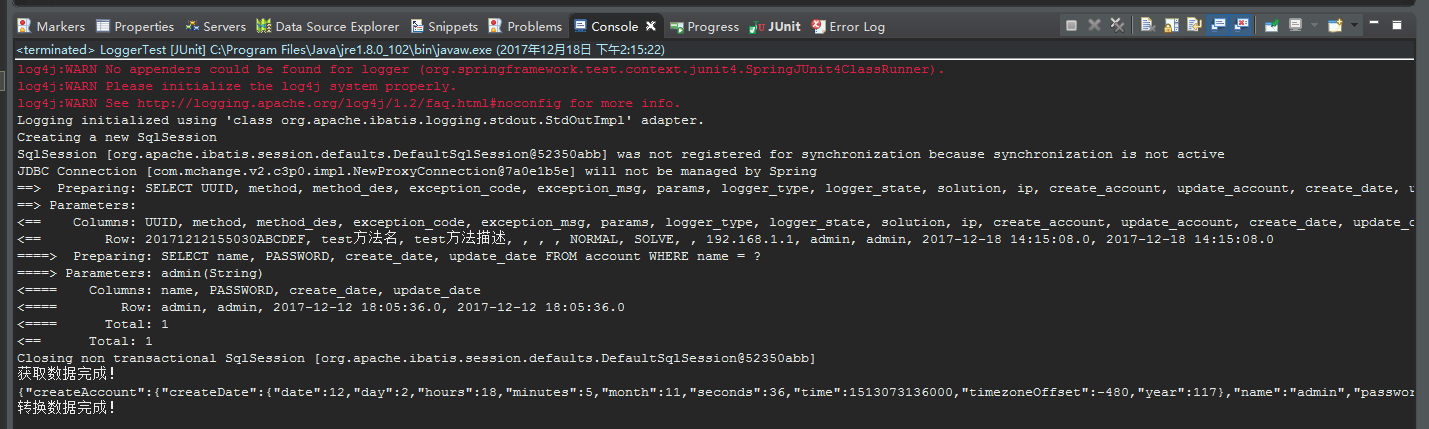 Markers Properties Servers Data Source Explorer Snippets Problems Console Progress JUnit Error Log
<terminated> LoggerTest [JUnit] C:\Program Files\Java\jre1.8.0_102\bin\javaw.exe (2017年12月18日 下午2:15:22)
log4j:WARN No appenders could be found for logger (org.springframework.test.context.junit4.SpringJUnit4ClassRunner).
log4j:WARN Please initialize the log4j system properly.
log4j:WARN See http://logging.apache.org/log4j/1.2/faq.html#noconfig for more info.
Logging initialized using 'class org.apache.ibatis.logging.stdout.StdOutImpl' adapter.
Creating a new SqlSession
SqlSession [org.apache.ibatis.session.defaults.DefaultSqlSession@52350abb] was not registered for synchronization because synchronization is not active
JDBC Connection [com.mchange.v2.c3p0.impl.NewProxyConnection@7a0e1b5e] will not be managed by Spring
==>  Preparing: SELECT UUID, method, method_des, exception_code, exception_msg, params, logger_type, logger_state, solution, ip, create_account, update_account, create_date, u
==> Parameters:
<==    Columns: UUID, method, method_des, exception_code, exception_msg, params, logger_type, logger_state, solution, ip, create_account, update_account, create_date, update_d
<==        Row: 20171212155030ABCDEF, test方法名, test方法描述, , , , NORMAL, SOLVE, , 192.168.1.1, admin, admin, 2017-12-18 14:15:08.0, 2017-12-18 14:15:08.0
====>  Preparing: SELECT name, PASSWORD, create_date, update_date FROM account WHERE name = ?
====> Parameters: admin(String)
<====    Columns: name, PASSWORD, create_date, update_date
<====        Row: admin, admin, 2017-12-12 18:05:36.0, 2017-12-12 18:05:36.0
<====      Total: 1
<==      Total: 1
Closing non transactional SqlSession [org.apache.ibatis.session.defaults.DefaultSqlSession@52350abb]
获取数据完成!
{"createAccount":{"createDate":{"date":12,"day":2,"hours":18,"minutes":5,"month":11,"seconds":36,"time":1513073136000,"timezoneOffset":-480,"year":117},"name":"admin","passwor
转换数据完成!